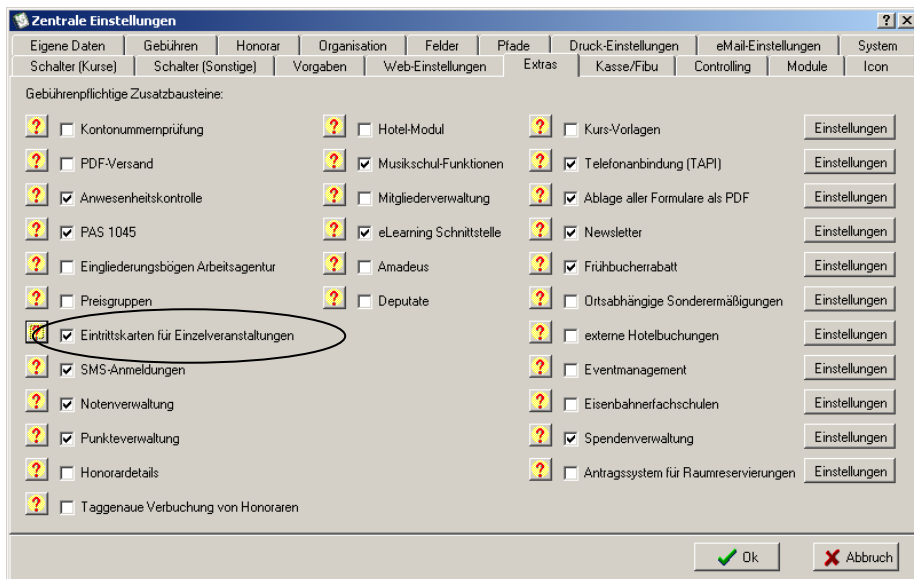 Zentrale Einstellungen
Eigene Daten Gebühren Honorar Organisation Felder Pfade Druck-Einstellungen eMail-Einstellungen System
Schalter (Kurse) Schalter (Sonstige) Vorgaben Web-Einstellungen Extras Kasse/Fibu Controlling Module Icon
Gebührenpflichtige Zusatzbausteine:
? Kontonummernprüfung ? Hotel-Modul ? Kurs-Vorlagen Einstellungen
? PDF-Versand ? Musikschul-Funktionen ? Telefonanbindung (TAPI) Einstellungen
? Anwesenheitskontrolle ? Mitgliederverwaltung ? Ablage aller Formulare als PDF Einstellungen
? PAS 1045 ? eLearning Schnittstelle ? Newsletter Einstellungen
? Eingliederungsbögen Arbeitsagentur ? Amadeus ? Frühbucherrabatt Einstellungen
? Preisgruppen ? Deputate ? Ortsabhängige Sonderermäßigungen Einstellungen
? Eintrittskarten für Einzelveranstaltungen ? externe Hotelbuchungen Einstellungen
? SMS-Anmeldungen ? Eventmanagement Einstellungen
? Notenverwaltung ? Eisenbahnerfachschulen Einstellungen
? Punkteverwaltung ? Spendenverwaltung Einstellungen
? Honorardetails ? Antragssystem für Raumreservierungen Einstellungen
? Taggenaue Verbuchung von Honoraren
Ok Abbruch